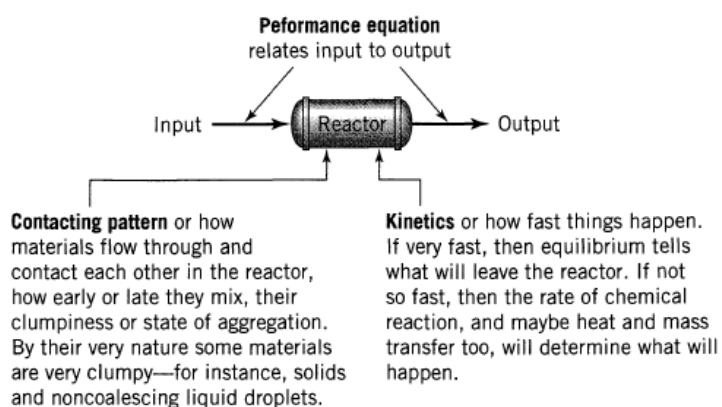 Peformance equation
relates input to output
Input
Reactor
Output
Contacting pattern or how
materials flow through and
contact each other in the reactor,
how early or late they mix, their
clumpiness or state of aggregation.
By their very nature some materials
are very clumpy—for instance, solids
and noncoalescing liquid droplets.
Kinetics or how fast things happen.
If very fast, then equilibrium tells
what will leave the reactor. If not
so fast, then the rate of chemical
reaction, and maybe heat and mass
transfer too, will determine what will
happen.